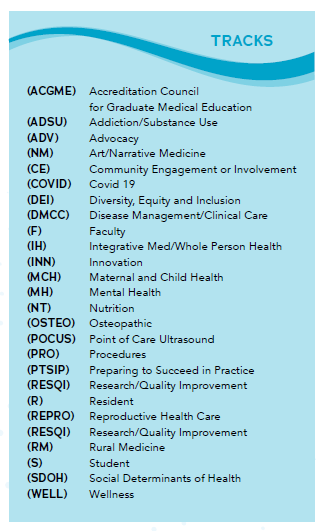 TRACKS
(ACGME) Accreditation Council
for Graduate Medical Education
(ADSU) Addiction/Substance Use
(ADV) Advocacy
(NM) Art/Narrative Medicine
(CE) Community Engagement or Involvement
(COVID) Covid 19
(DEI) Diversity, Equity and Inclusion
(DMCC) Disease Management/Clinical Care
(F) Faculty
(IH) Integrative Med/Whole Person Health
(INN) Innovation
(MCH) Maternal and Child Health
(MH) Mental Health
(NT) Nutrition
(OSTEO) Osteopathic
(POCUS) Point of Care Ultrasound
(PRO) Procedures
(PTSIP) Preparing to Succeed in Practice
(RESQI) Research/Quality Improvement
(R) Resident
(REPRO) Reproductive Health Care
(RESQI) Research/Quality Improvement
(RM) Rural Medicine
(S) Student
(SDOH) Social Determinants of Health
(WELL) Wellness